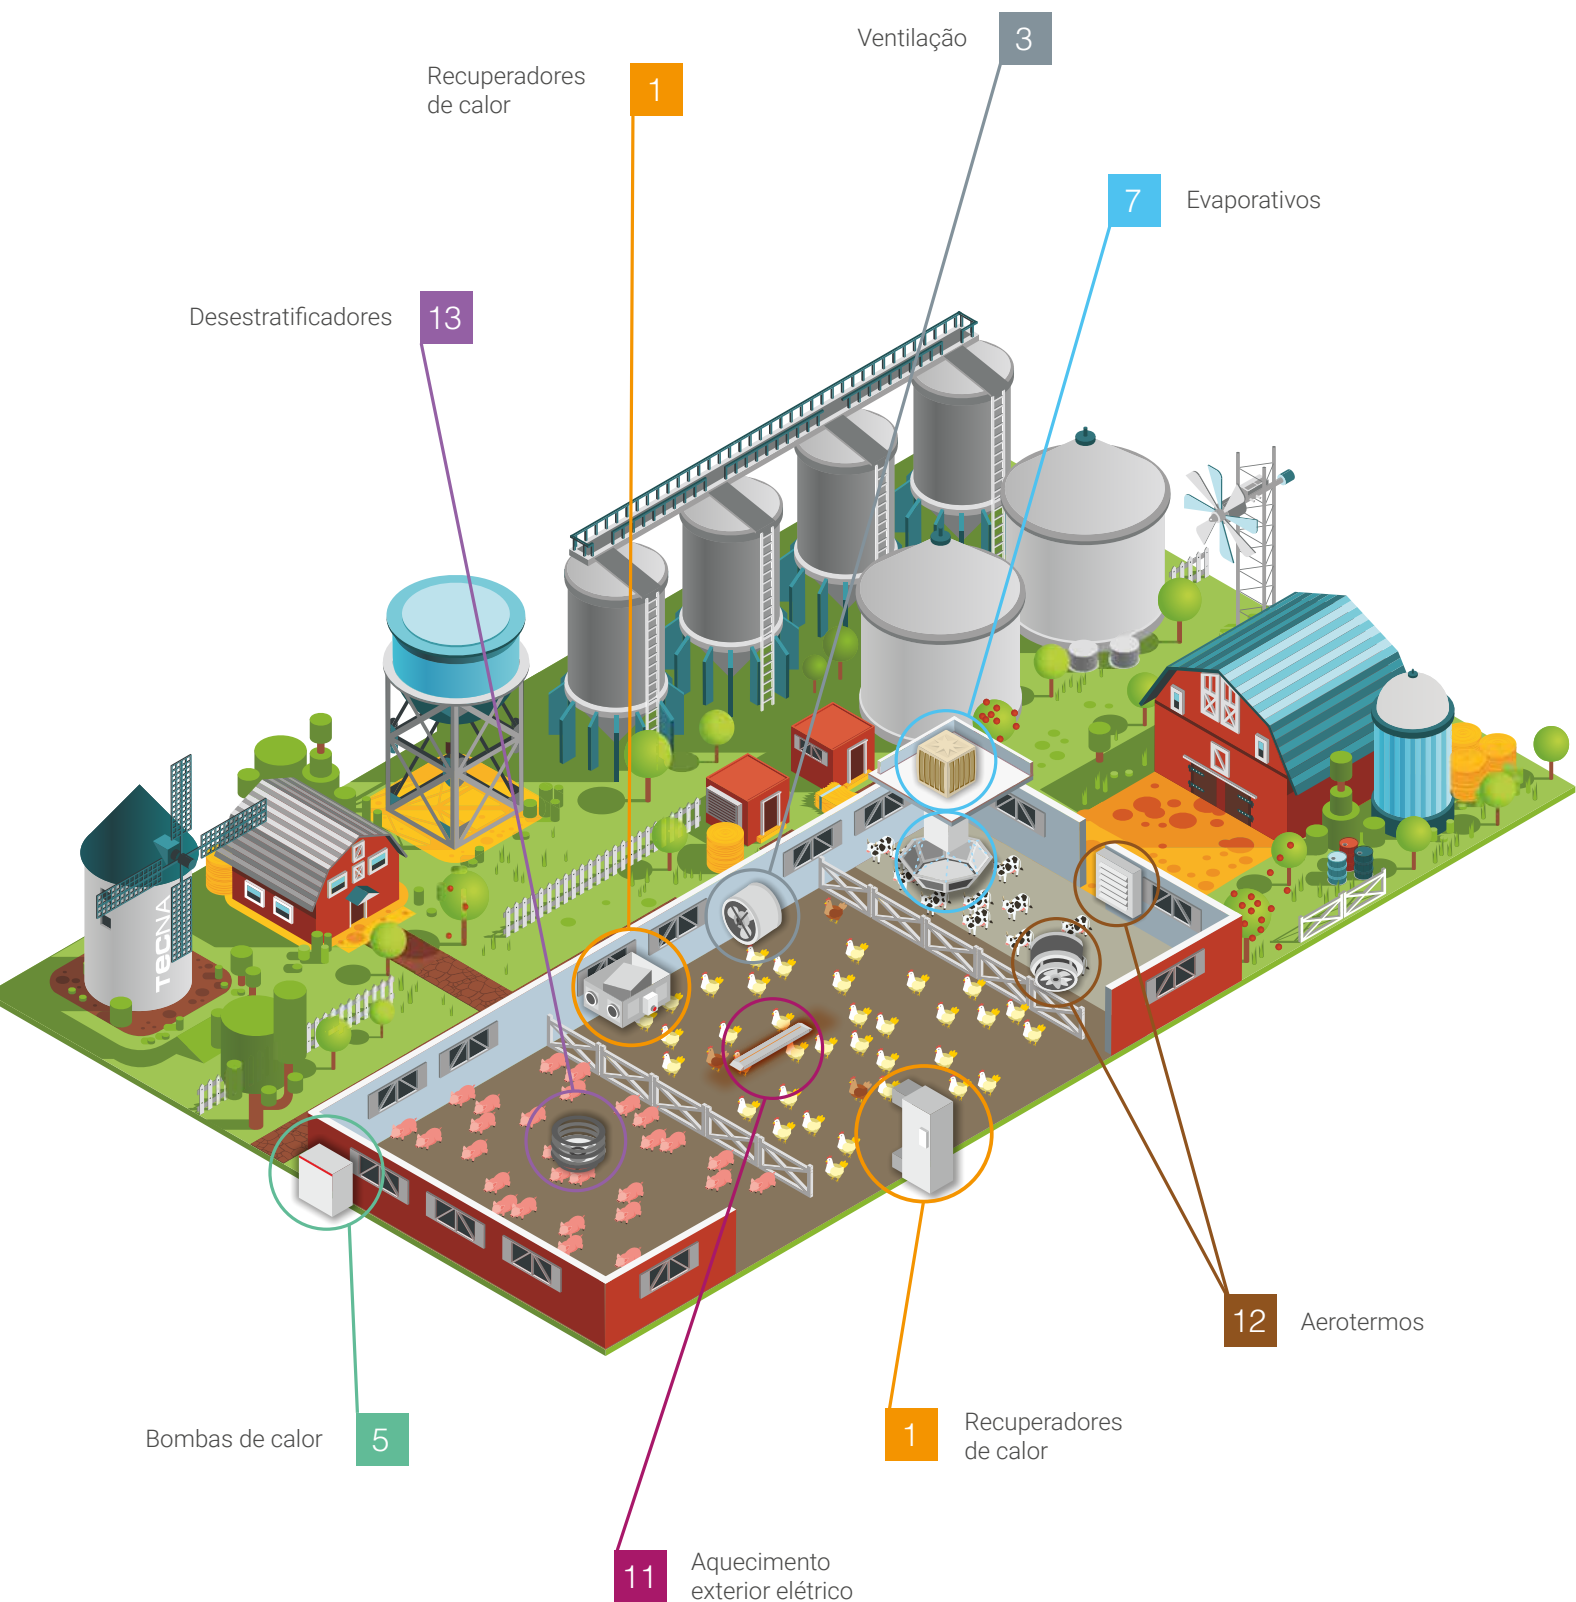 Ventilação
3
Recuperadores
de calor
1
7
Evaporativos
Desestratificadores
13
TECNA
12
Aerotermos
Bombas de calor
5
1
Recuperadores
de calor
11
Aquecimento
exterior elétrico